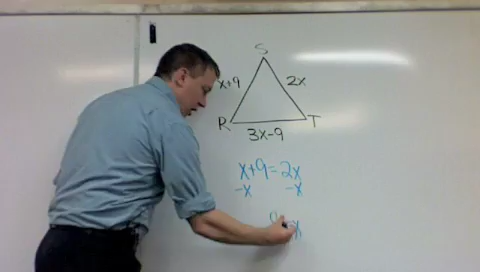 S
x+9 2x
R T
3x-9
x+9=2x
-x -x
9=x